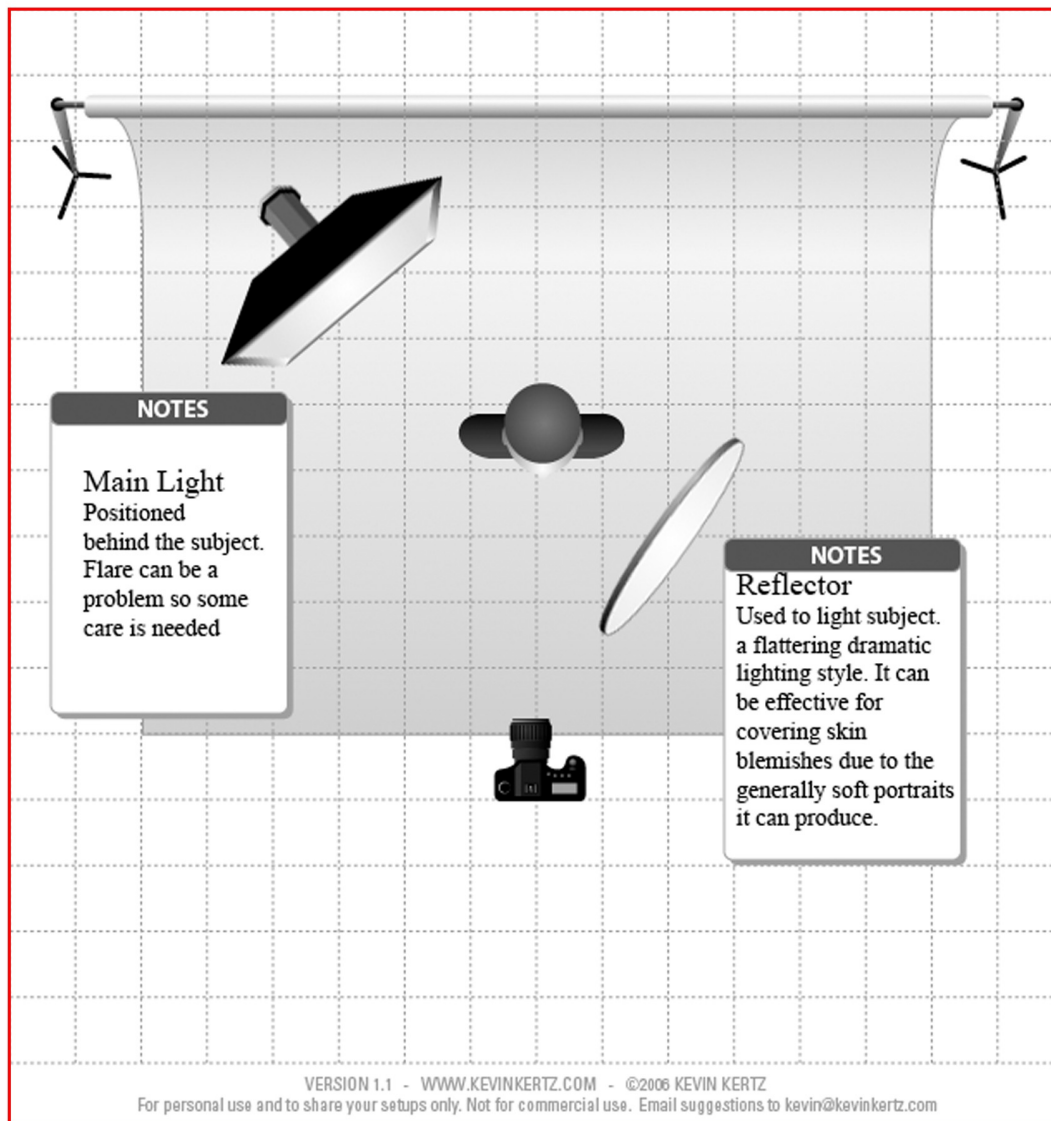 NOTES
Main Light
Positioned
behind the subject.
Flare can be a
problem so some
care is needed
NOTES
Reflector
Used to light subject.
a flattering dramatic
lighting style. It can
be effective for
covering skin
blemishes due to the
generally soft portraits
it can produce.
VERSION 1.1 - WWW.KEVINKERTZ.COM - ©2006 KEVIN KERTZ
For personal use and to share your setups only. Not for commercial use. Email suggestions to kevin@kevinkertz.com